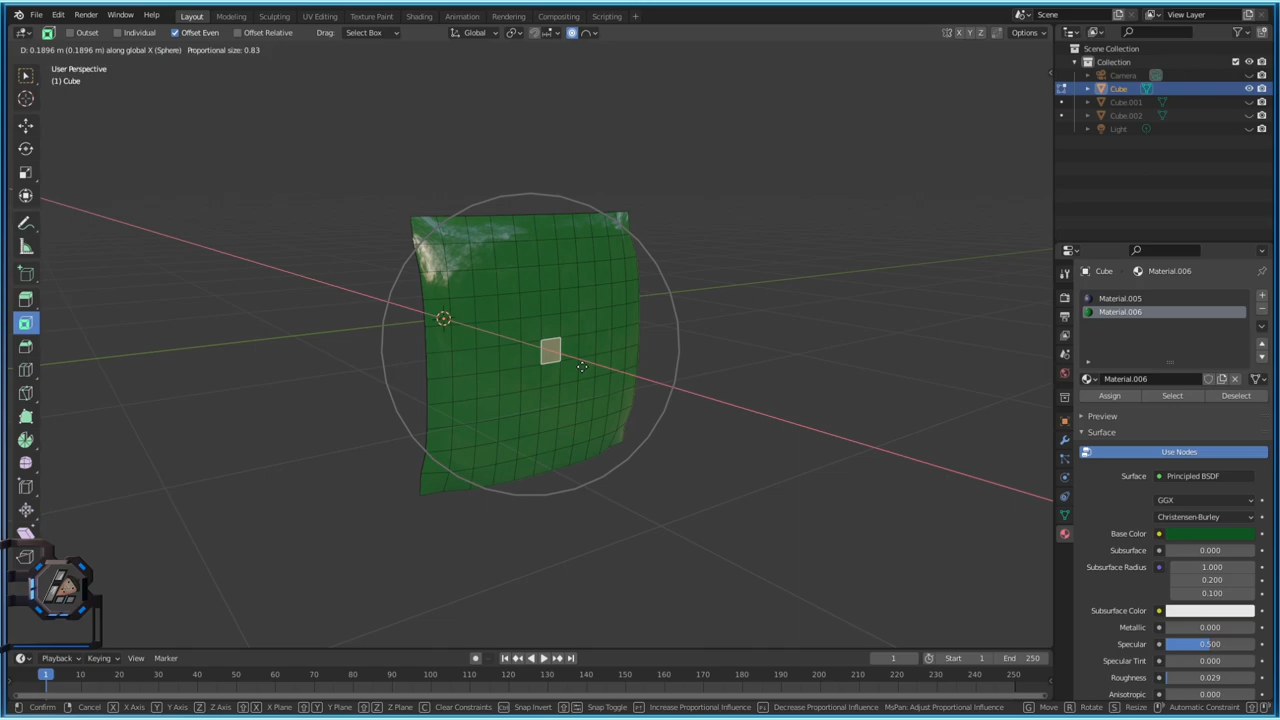 File Edit Render Window Help Layout Modeling Sculpting UV Editing Texture Paint Shading Animation Rendering Compositing Scripting + Scene View Layer
Outset Individual Offset Even Offset Relative Drag: Select Box Global X Y Z Options
D: 0.1896 m (0.1896 m) along global X (Sphere) Proportional size: 0.83
Scene Collection
Collection
User Perspective
(1) Cube
Camera
Cube
Cube.001
Cube.002
Light
Cube Material.006
Material.005
Material.006
Material.006
Assign Select Deselect
Preview
Surface
Use Nodes
Surface Principled BSDF
GGX
Christensen-Burley
Base Color
Subsurface 0.000
Subsurface Radius 1.000
0.200
0.100
Subsurface Color
Metallic 0.000
Specular 0.500
Specular Tint 0.000
Roughness 0.029
Anisotropic 0.000
Playback Keying View Marker 1 Start 1 End 250
1 10 20 30 40 50 60 70 80 90 100 110 120 130 140 150 160 170 180 190 200 210 220 230 240 250
Confirm Cancel X X Axis Y Y Axis Z Z Axis X X Plane Y Y Plane Z Z Plane C Clear Constraints Snap Invert Snap Toggle Increase Proportional Influence Decrease Proportional Influence MsPan: Adjust Proportional Influence G Move R Rotate S Resize Automatic Constraint